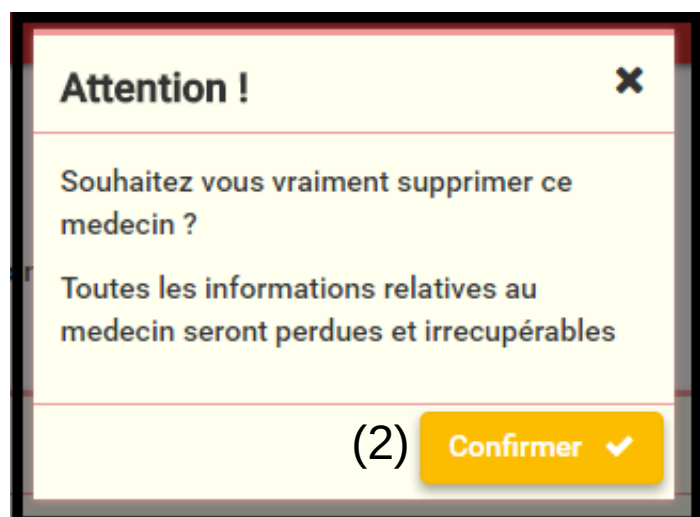 Attention !
Souhaitez vous vraiment supprimer ce
medecin ?
Toutes les informations relatives au
medecin seront perdues et irrecupérables
(2) Confirmer